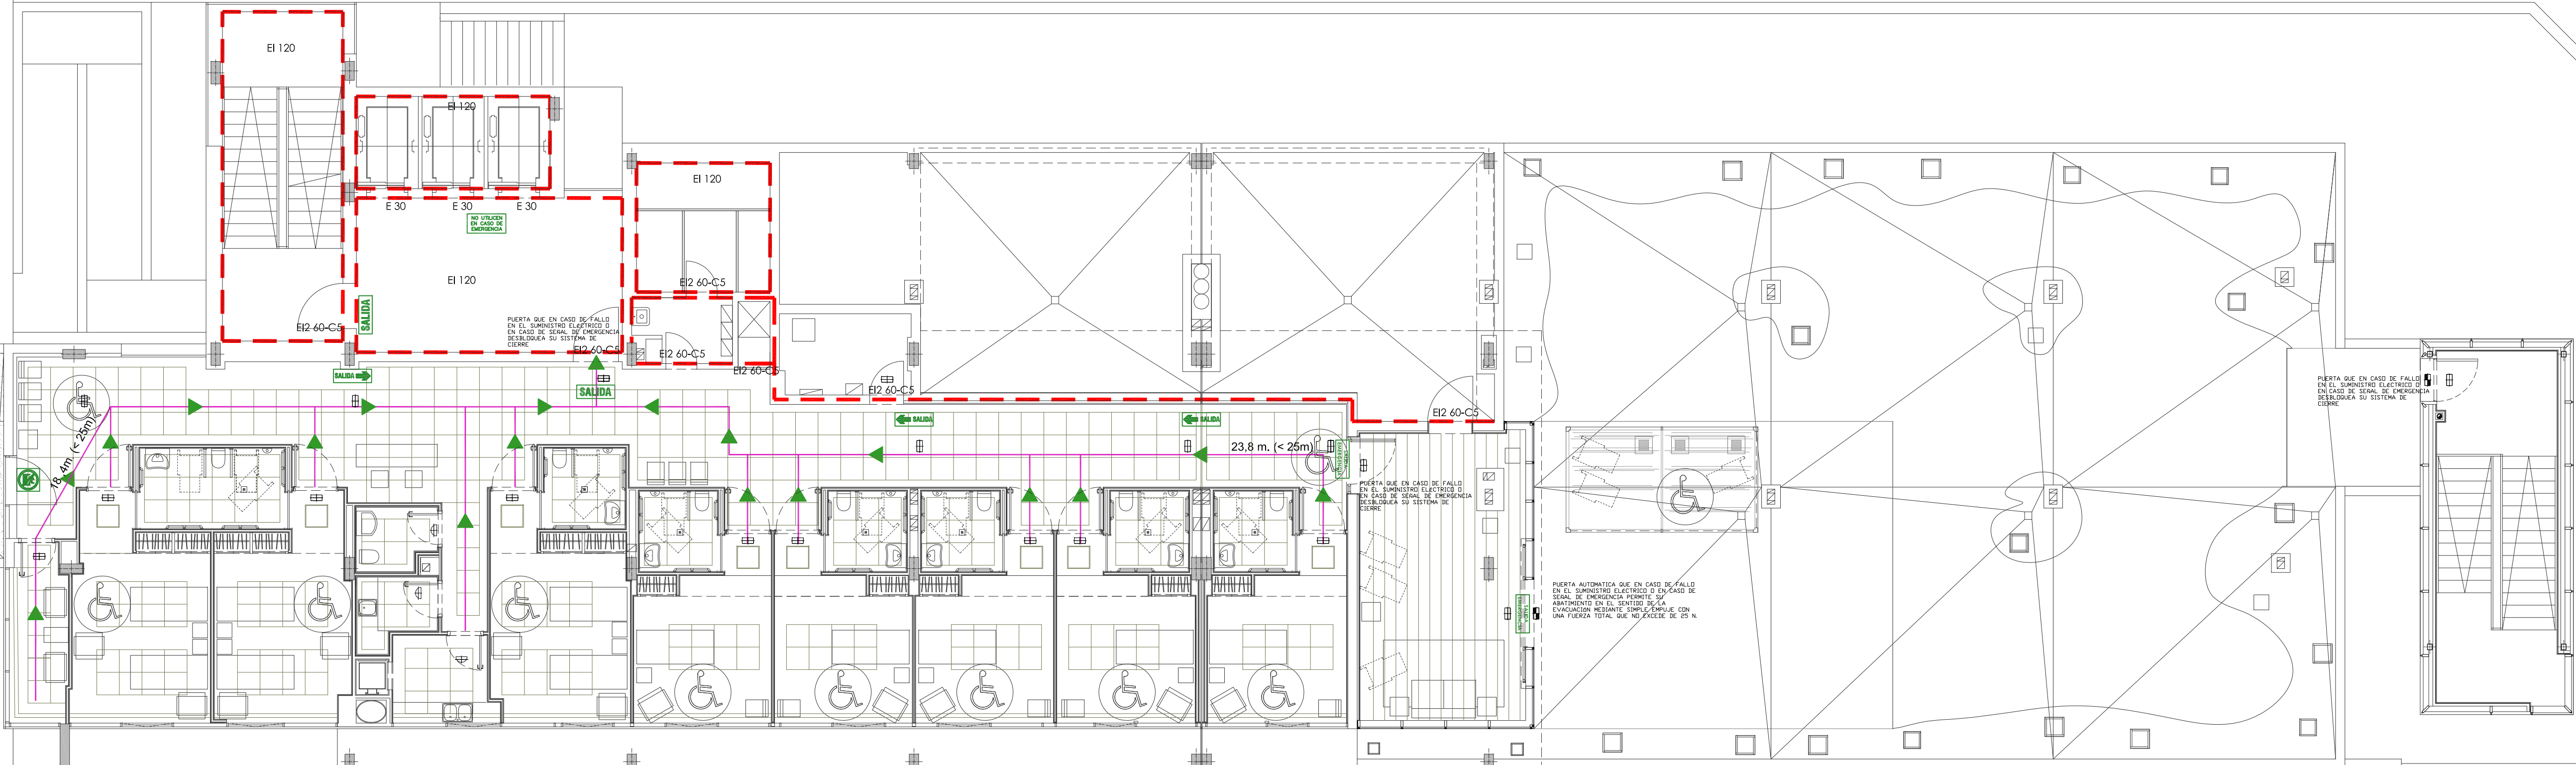 EI 120
EI 120
E 30
E 30
E 30
NO UTILICEN
EN CASO DE
EMERGENCIA
EI 120
EI 120
EI2 60-C5
SALIDA
EI2 60-C5
PUERTA QUE EN CASO DE FALLO
EN EL SUMINISTRO ELéCTRICO O
EN CASO DE SEÑAL DE EMERGENCIA
DESBLOQUEA SU SISTEMA DE
CIERRE
EI2 60-C5
EI2 60-C5
EI2 60-C5
EI2 60-C5
EI2 60-C5
SALIDA
SALIDA
SALIDA
SALIDA
18,4m. (< 25m)
23,8 m. (< 25m)
PUERTA QUE EN CASO DE FALLO
EN EL SUMINISTRO ELéCTRICO O
EN CASO DE SEÑAL DE EMERGENCIA
DESBLOQUEA SU SISTEMA DE
CIERRE
PUERTA QUE EN CASO DE FALLO
EN EL SUMINISTRO ELéCTRICO O
EN CASO DE SEÑAL DE EMERGENCIA
DESBLOQUEA SU SISTEMA DE
CIERRE
PUERTA AUTOMATICA QUE EN CASO DE FALLO
EN EL SUMINISTRO ELéCTRICO O EN CASO DE
SEÑAL DE EMERGENCIA PERMITE SU
ABATIMIENTO EN EL SENTIDO DE LA
EVACUACIóN MEDIANTE SIMPLE EMPUJE CON
UNA FUERZA TOTAL QUE NO EXCEDE DE 25 N.